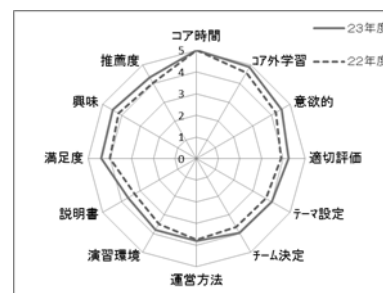 コア時間
コア外学習
意欲的
適切評価
テーマ設定
チーム決定
運営方法
演習環境
説明書
満足度
興味
推薦度
5
4
3
2
1
0
23年度
22年度